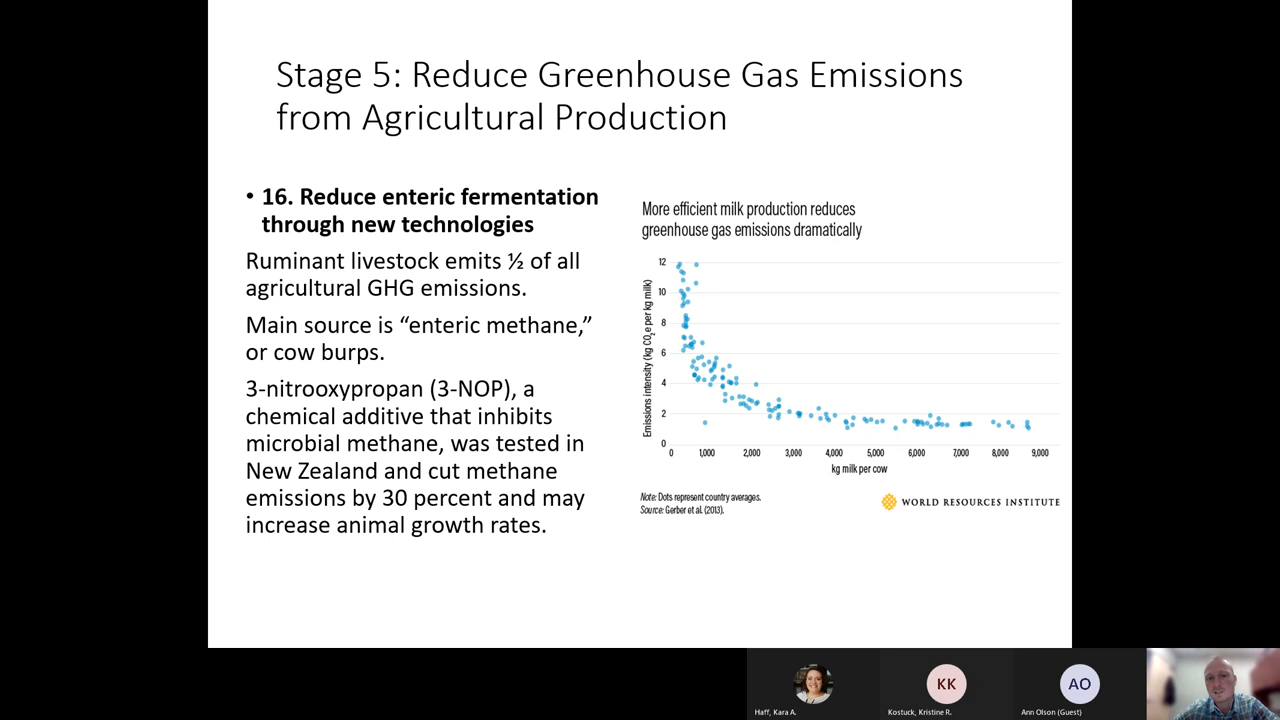 Stage 5: Reduce Greenhouse Gas Emissions
from Agricultural Production
• 16. Reduce enteric fermentation
through new technologies
Ruminant livestock emits ½ of all
agricultural GHG emissions.
Main source is “enteric methane,”
or cow burps.
3-nitrooxypropan (3-NOP), a
chemical additive that inhibits
microbial methane, was tested in
New Zealand and cut methane
emissions by 30 percent and may
increase animal growth rates.
More efficient milk production reduces
greenhouse gas emissions dramatically
Emissions intensity (kg CO₂e per kg milk)
12
10
8
6
4
2
0
0 1,000 2,000 3,000 4,000 5,000 6,000 7,000 8,000 9,000
kg milk per cow
Note: Dots represent country averages.
Source: Gerber et al. (2013).
WORLD RESOURCES INSTITUTE
KK
AO
Haff, Kara A.
Kostuck, Kristine R.
Ann Olson (Guest)